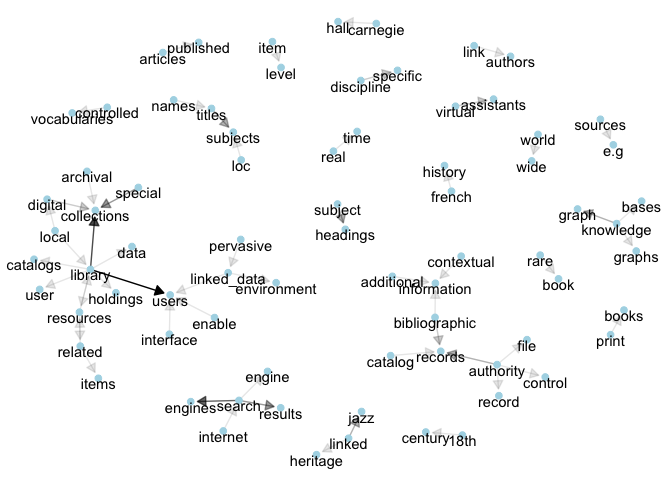 hall
carnegie
published
articles
item
level
link
authors
discipline
specific
vocabularies
controlled
names
titles
subjects
loc
time
real
virtual
assistants
sources
e.g
world
wide
archival
special
digital
collections
local
history
french
subject
headings
graph
bases
knowledge
graphs
data
catalogs
library
user
holdings
users
pervasive
linked_data
environment
contextual
additional
information
rare
book
resources
enable
interface
bibliographic
related
items
books
print
catalog
records
file
authority
control
record
engine
engines
search
results
internet
jazz
linked
heritage
century
18th